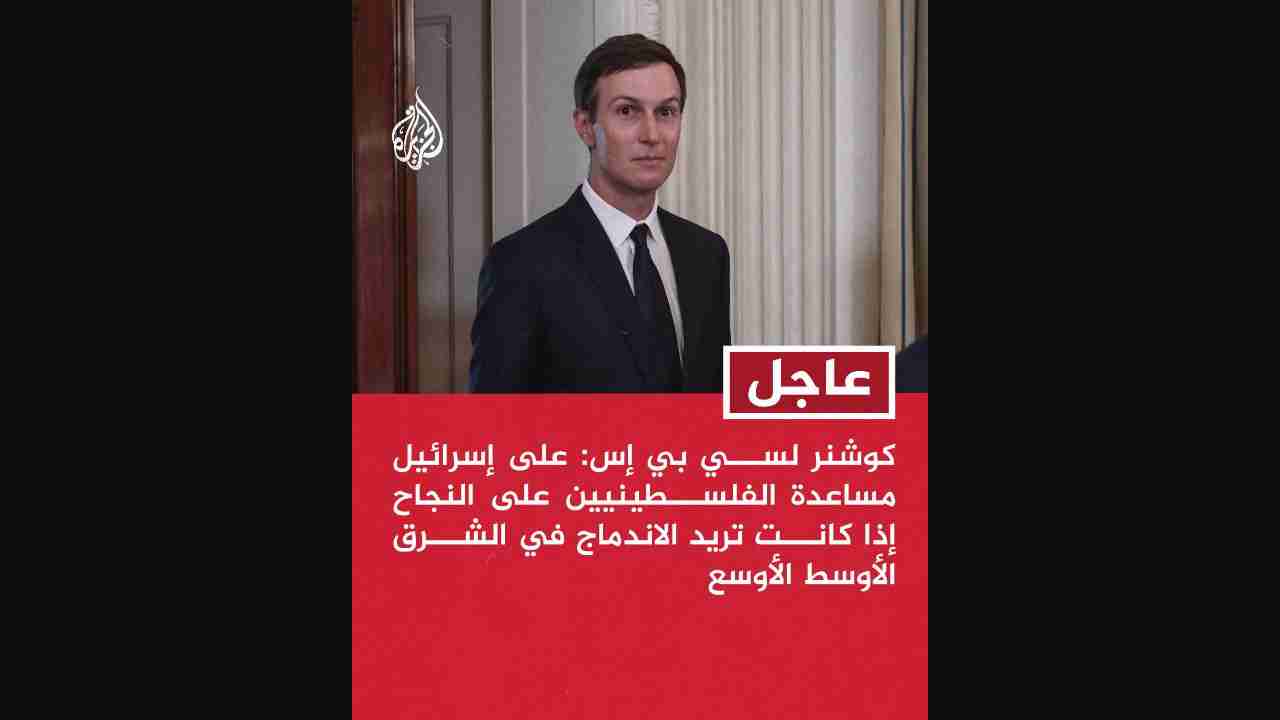 الجزيرة
عاجل
كوشنر لسي بي إس: على إسرائيل
مساعدة الفلسطينيين على النجاح
إذا كانت تريد الاندماج في الشرق
الأوسط الأوسع